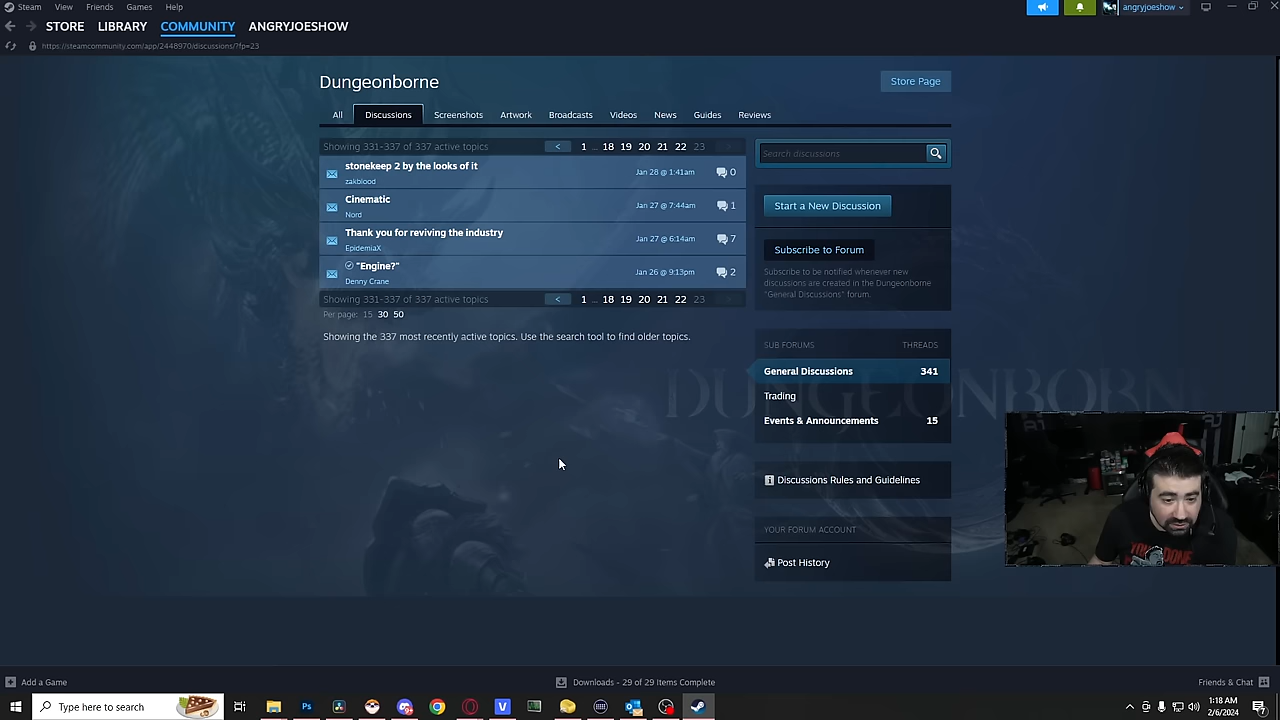 Steam View Friends Games Help
angryjoeshow
STORE LIBRARY COMMUNITY ANGRYJOESHOW
https://steamcommunity.com/app/2448970/discussions/?fp=23
Dungeonborne
Store Page
All Discussions Screenshots Artwork Broadcasts Videos News Guides Reviews
Showing 331-337 of 337 active topics < 1 ... 18 19 20 21 22 23 >
Search discussions
stonekeep 2 by the looks of it
Jan 28 @ 1:41am 0
zakblood
Cinematic
Jan 27 @ 7:44am 1
Nord
Start a New Discussion
Thank you for reviving the industry
Jan 27 @ 6:14am 7
EpidemiaX
Subscribe to Forum
"Engine?"
Jan 26 @ 9:13pm 2
Denny Crane
Subscribe to be notified whenever new
discussions are created in the Dungeonborne
"General Discussions" forum.
Showing 331-337 of 337 active topics < 1 ... 18 19 20 21 22 23 >
Per page: 15 30 50
Showing the 337 most recently active topics. Use the search tool to find older topics.
SUB FORUMS THREADS
General Discussions 341
Trading
Events & Announcements 15
DUNGEONBORN
Discussions Rules and Guidelines
YOUR FORUM ACCOUNT
Post History
Add a Game
Downloads - 29 of 29 Items Complete
Friends & Chat
Type here to search
Ps
V
1:18 AM
2/6/2024